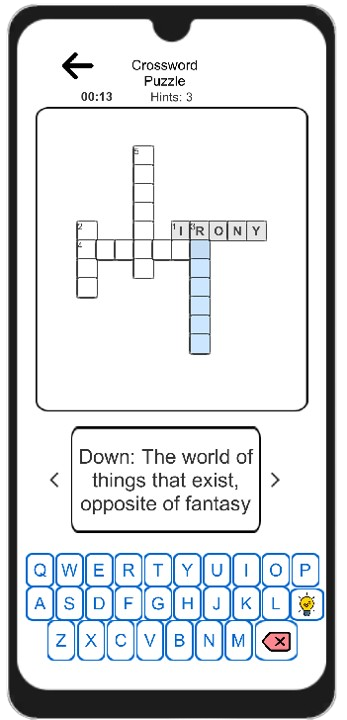 Crossword
Puzzle
00:13 Hints: 3
5
2 1 I 3 R O N Y
4
Down: The world of
things that exist,
opposite of fantasy
Q W E R T Y U I O P
A S D F G H J K L
Z X C V B N M